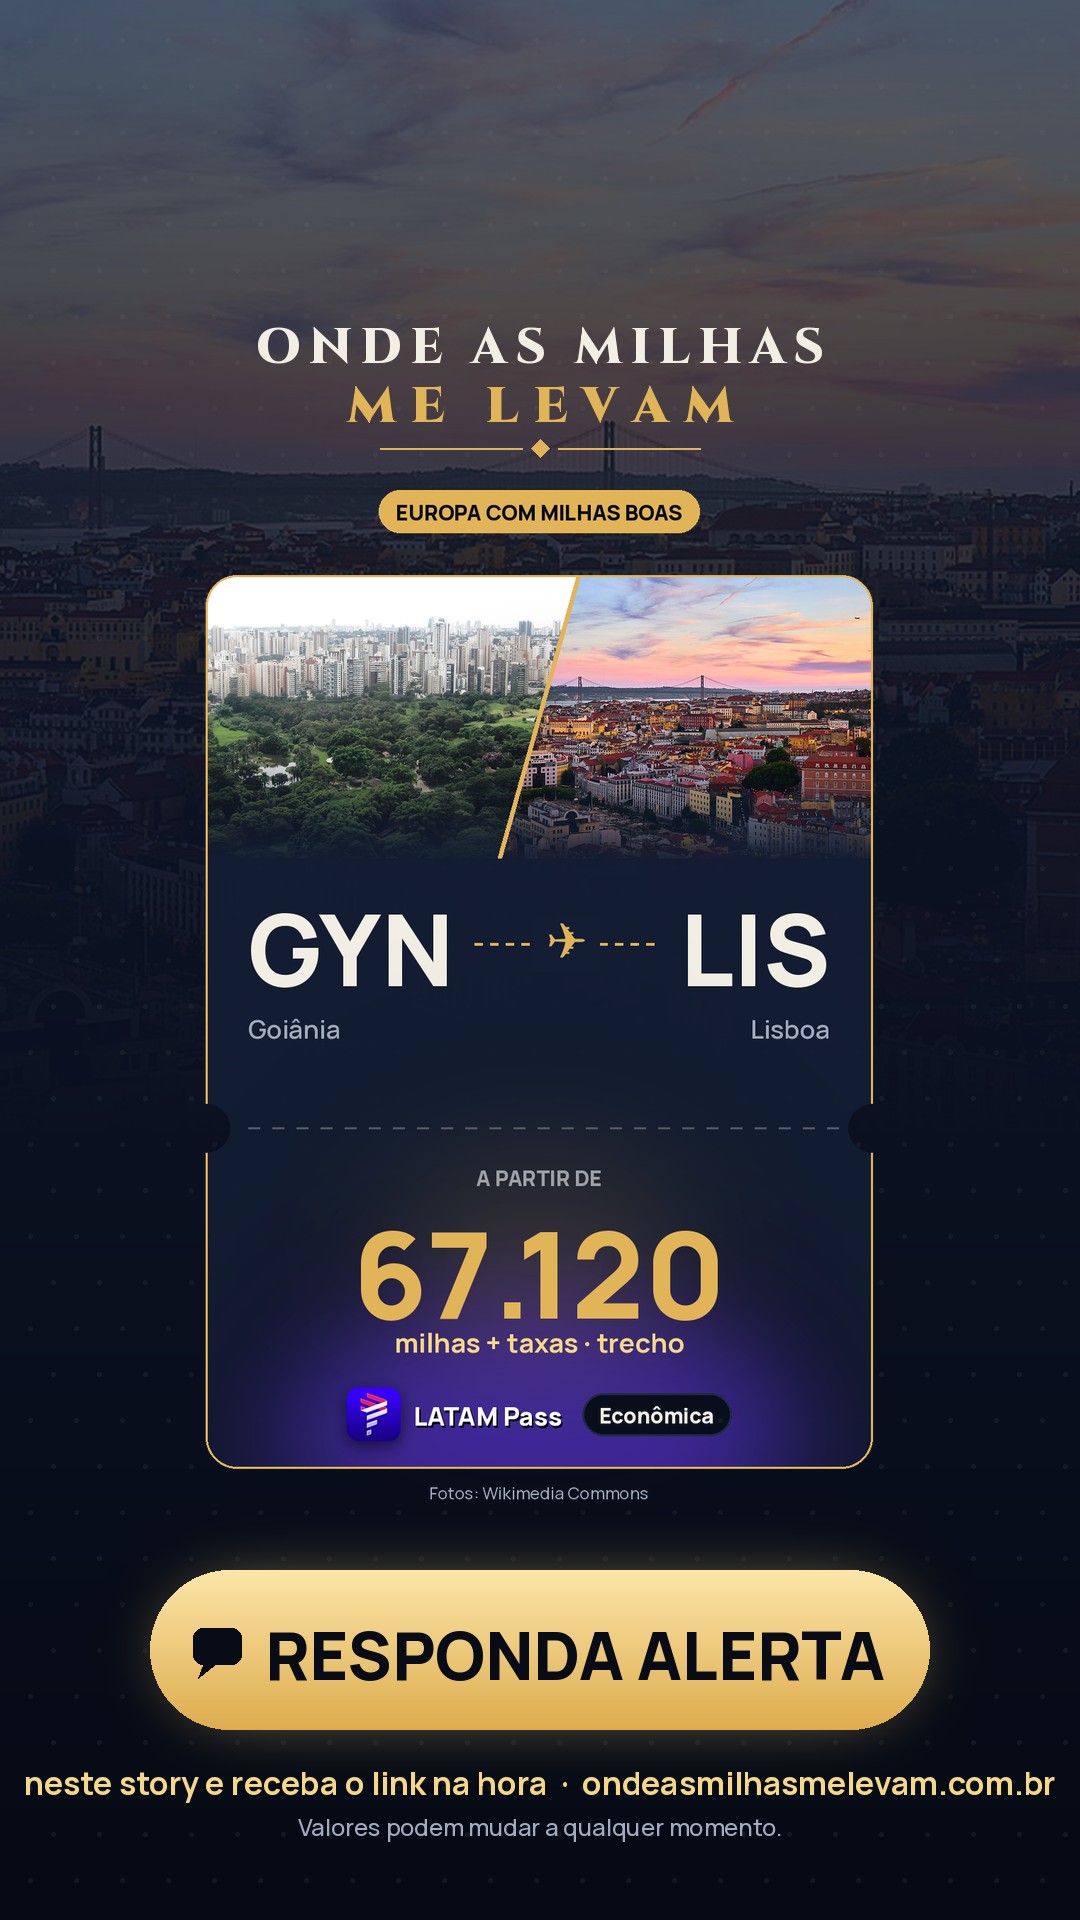 ONDE AS MILHAS
ME LEVAM
EUROPA COM MILHAS BOAS
GYN
LIS
Goiânia
Lisboa
A PARTIR DE
67.120
milhas + taxas · trecho
LATAM Pass
Econômica
Fotos: Wikimedia Commons
RESPONDA ALERTA
neste story e receba o link na hora · ondeasmilhasmelevam.com.br
Valores podem mudar a qualquer momento.